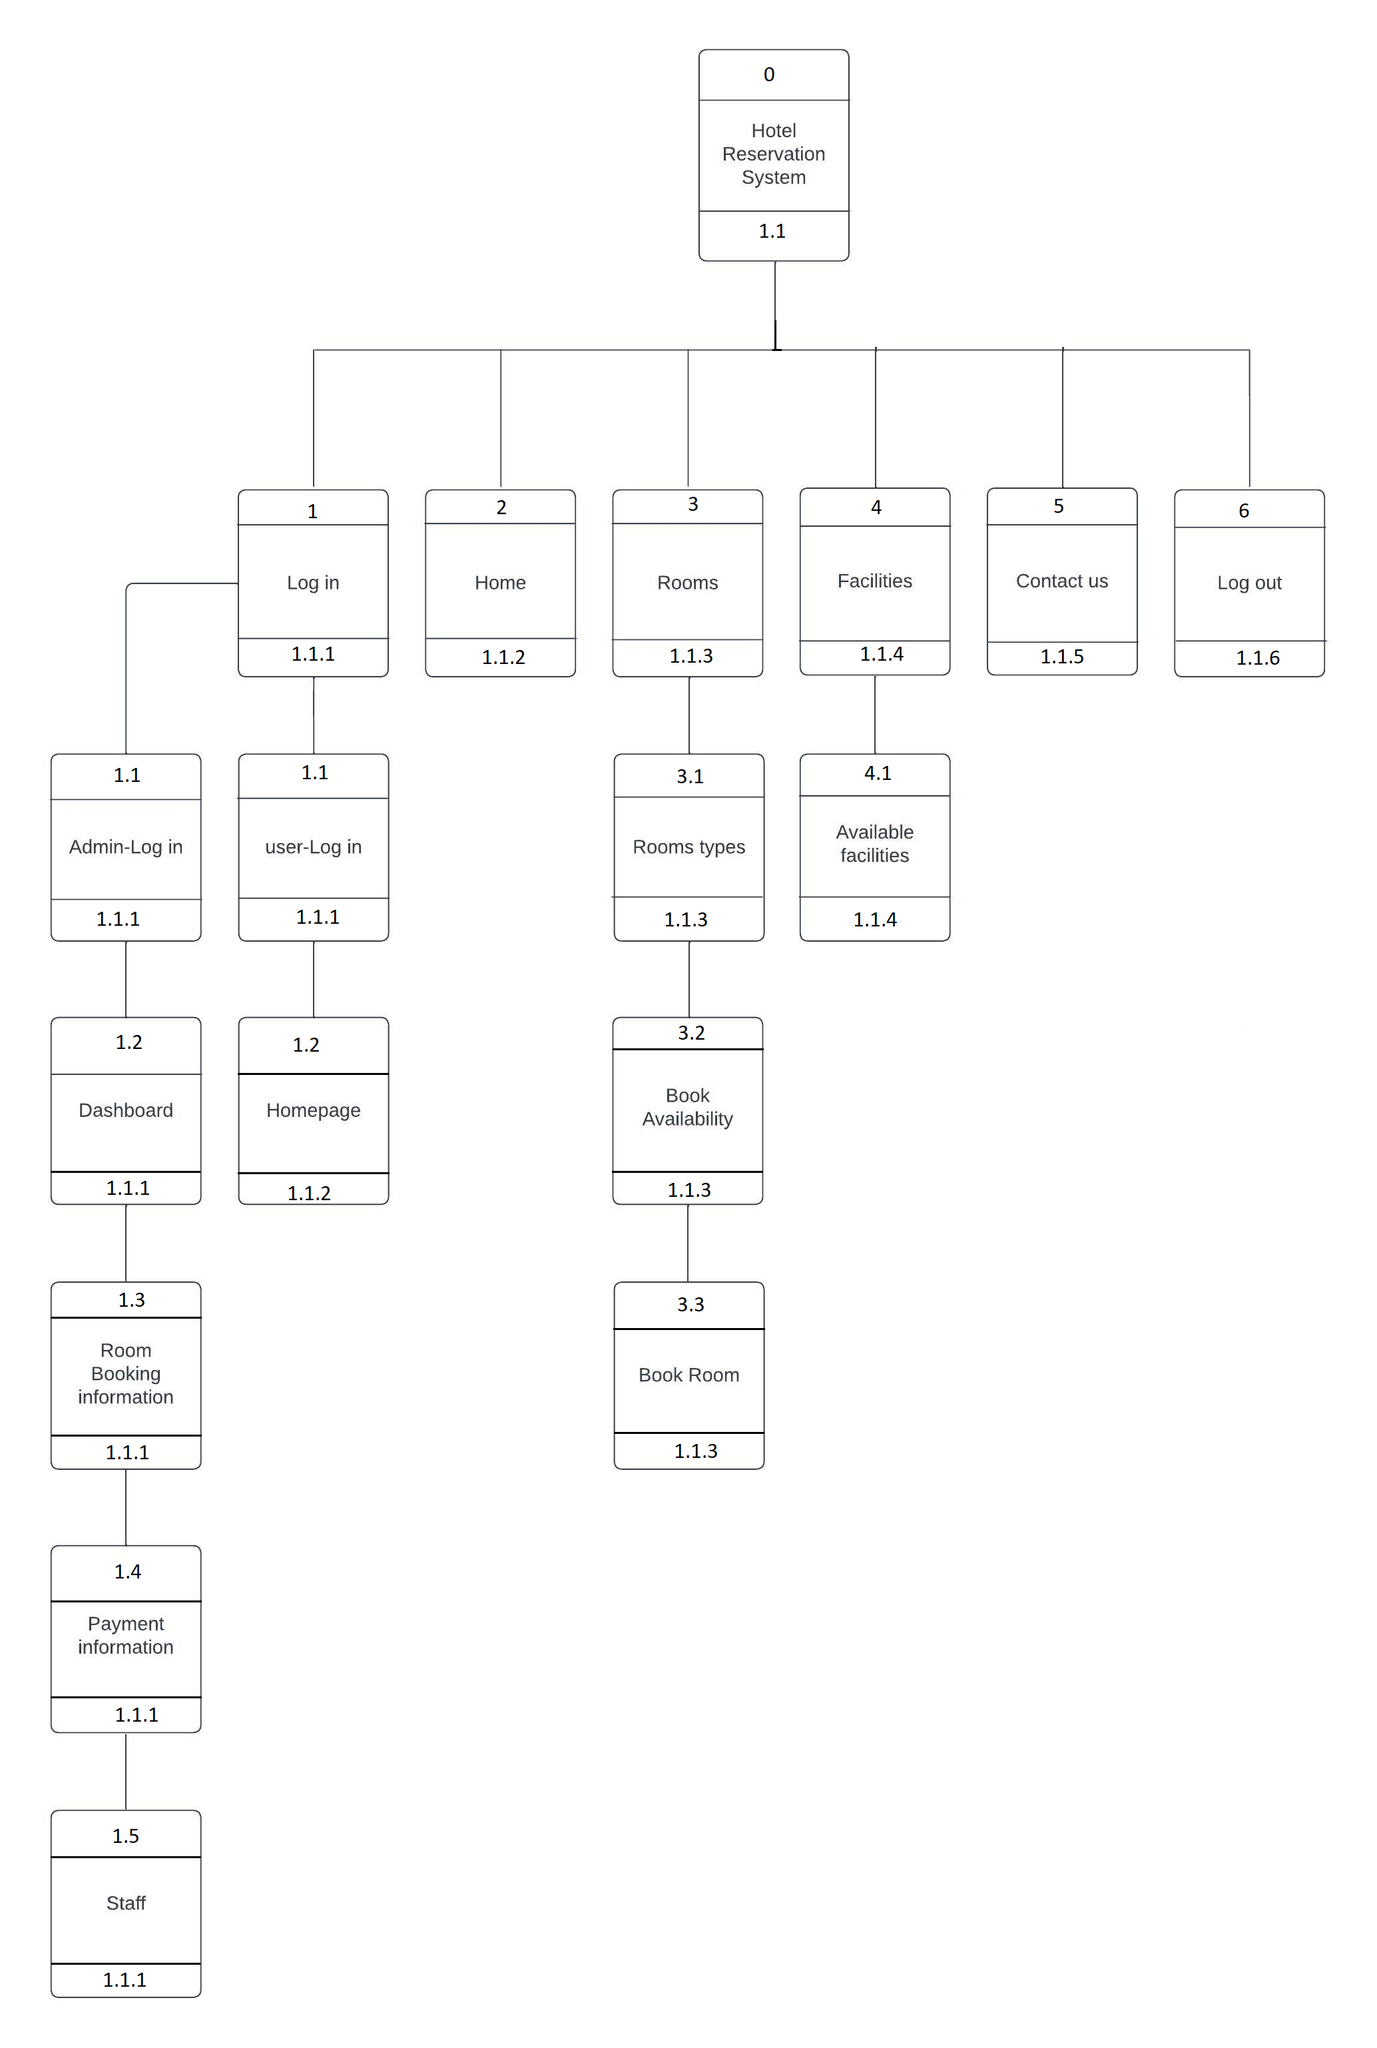 0
Hotel
Reservation
System
1.1
1
Log in
1.1.1
2
Home
1.1.2
3
Rooms
1.1.3
4
Facilities
1.1.4
5
Contact us
1.1.5
6
Log out
1.1.6
1.1
Admin-Log in
1.1.1
1.1
user-Log in
1.1.1
3.1
Rooms types
1.1.3
4.1
Available
facilities
1.1.4
1.2
Dashboard
1.1.1
1.2
Homepage
1.1.2
3.2
Book
Availability
1.1.3
1.3
Room
Booking
information
1.1.1
3.3
Book Room
1.1.3
1.4
Payment
information
1.1.1
1.5
Staff
1.1.1